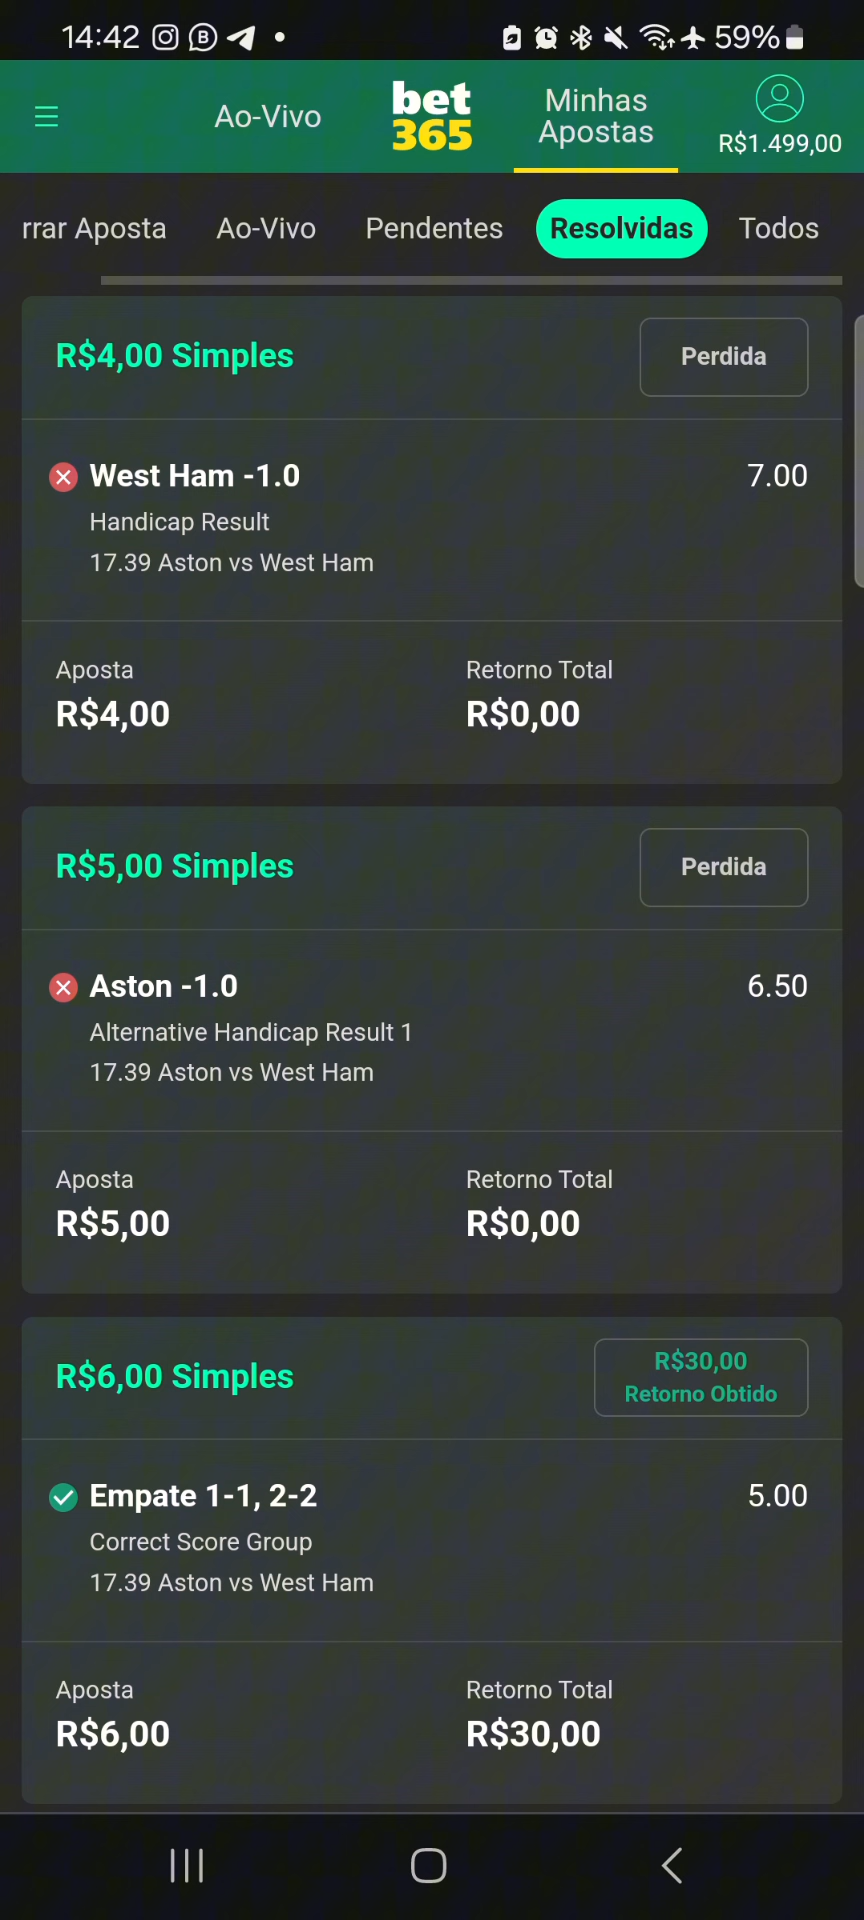 14:42
59%
Ao-Vivo
bet
365
Minhas
Apostas
R$1.499,00
rrar Aposta
Ao-Vivo
Pendentes
Resolvidas
Todos
R$4,00 Simples
Perdida
West Ham -1.0
7.00
Handicap Result
17.39 Aston vs West Ham
Aposta
Retorno Total
R$4,00
R$0,00
R$5,00 Simples
Perdida
Aston -1.0
6.50
Alternative Handicap Result 1
17.39 Aston vs West Ham
Aposta
Retorno Total
R$5,00
R$0,00
R$6,00 Simples
R$30,00
Retorno Obtido
Empate 1-1, 2-2
5.00
Correct Score Group
17.39 Aston vs West Ham
Aposta
Retorno Total
R$6,00
R$30,00